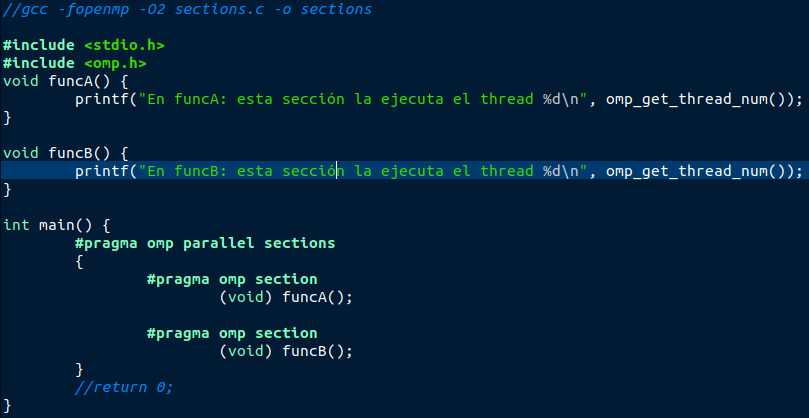 //gcc -fopenmp -O2 sections.c -o sections
#include <stdio.h>
#include <omp.h>
void funcA() {
        printf("En funcA: esta sección la ejecuta el thread %d\n", omp_get_thread_num());
}
void funcB() {
        printf("En funcB: esta sección la ejecuta el thread %d\n", omp_get_thread_num());
}
int main() {
        #pragma omp parallel sections
        {
                #pragma omp section
                        (void) funcA();
                #pragma omp section
                        (void) funcB();
        }
        //return 0;
}